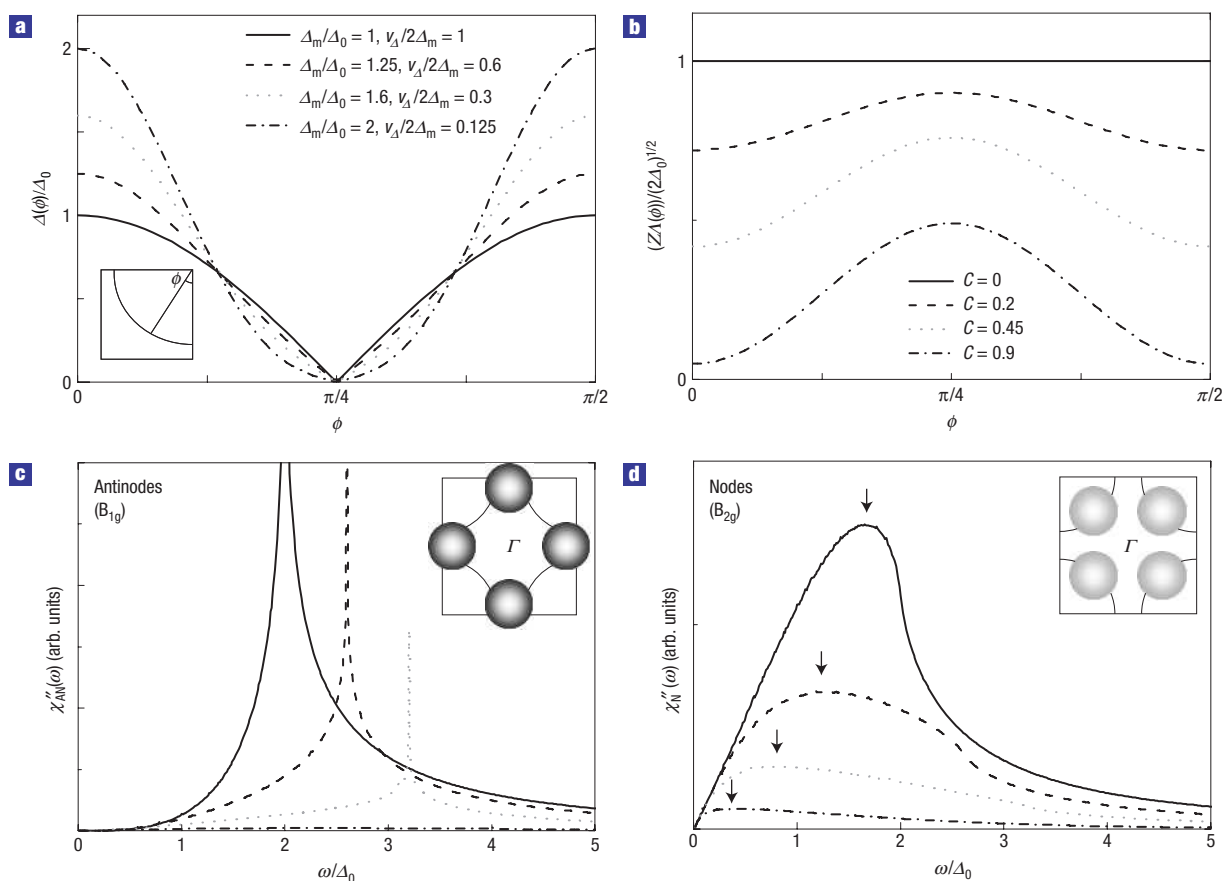 a
Δm/Δ0 = 1, vΔ/2Δm = 1
Δm/Δ0 = 1.25, vΔ/2Δm = 0.6
Δm/Δ0 = 1.6, vΔ/2Δm = 0.3
Δm/Δ0 = 2, vΔ/2Δm = 0.125
2
1
0
Δ(ϕ)/Δ0
ϕ
0
π/4
π/2
ϕ
b
1
0
(ZΛ(ϕ))/(2Δ0)^1/2
C = 0
C = 0.2
C = 0.45
C = 0.9
0
π/4
π/2
ϕ
c
Antinodes
(B1g)
Γ
χ″AN(ω) (arb. units)
0
1
2
3
4
5
ω/Δ0
d
Nodes
(B2g)
Γ
χ″N(ω) (arb. units)
0
1
2
3
4
5
ω/Δ0